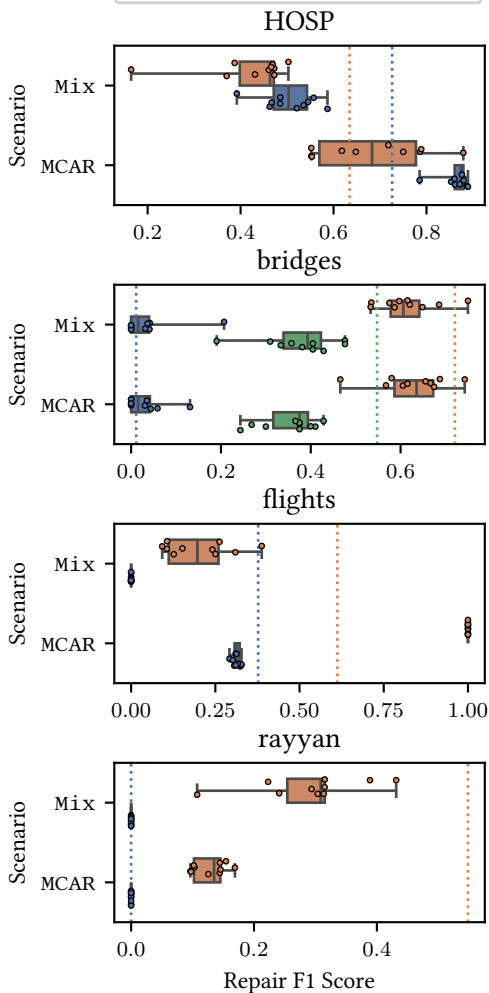 HOSP
Scenario
Mix
MCAR
0.2 0.4 0.6 0.8
bridges
Scenario
Mix
MCAR
0.0 0.2 0.4 0.6
flights
Scenario
Mix
MCAR
0.00 0.25 0.50 0.75 1.00
rayyan
Scenario
Mix
MCAR
0.0 0.2 0.4
Repair F1 Score